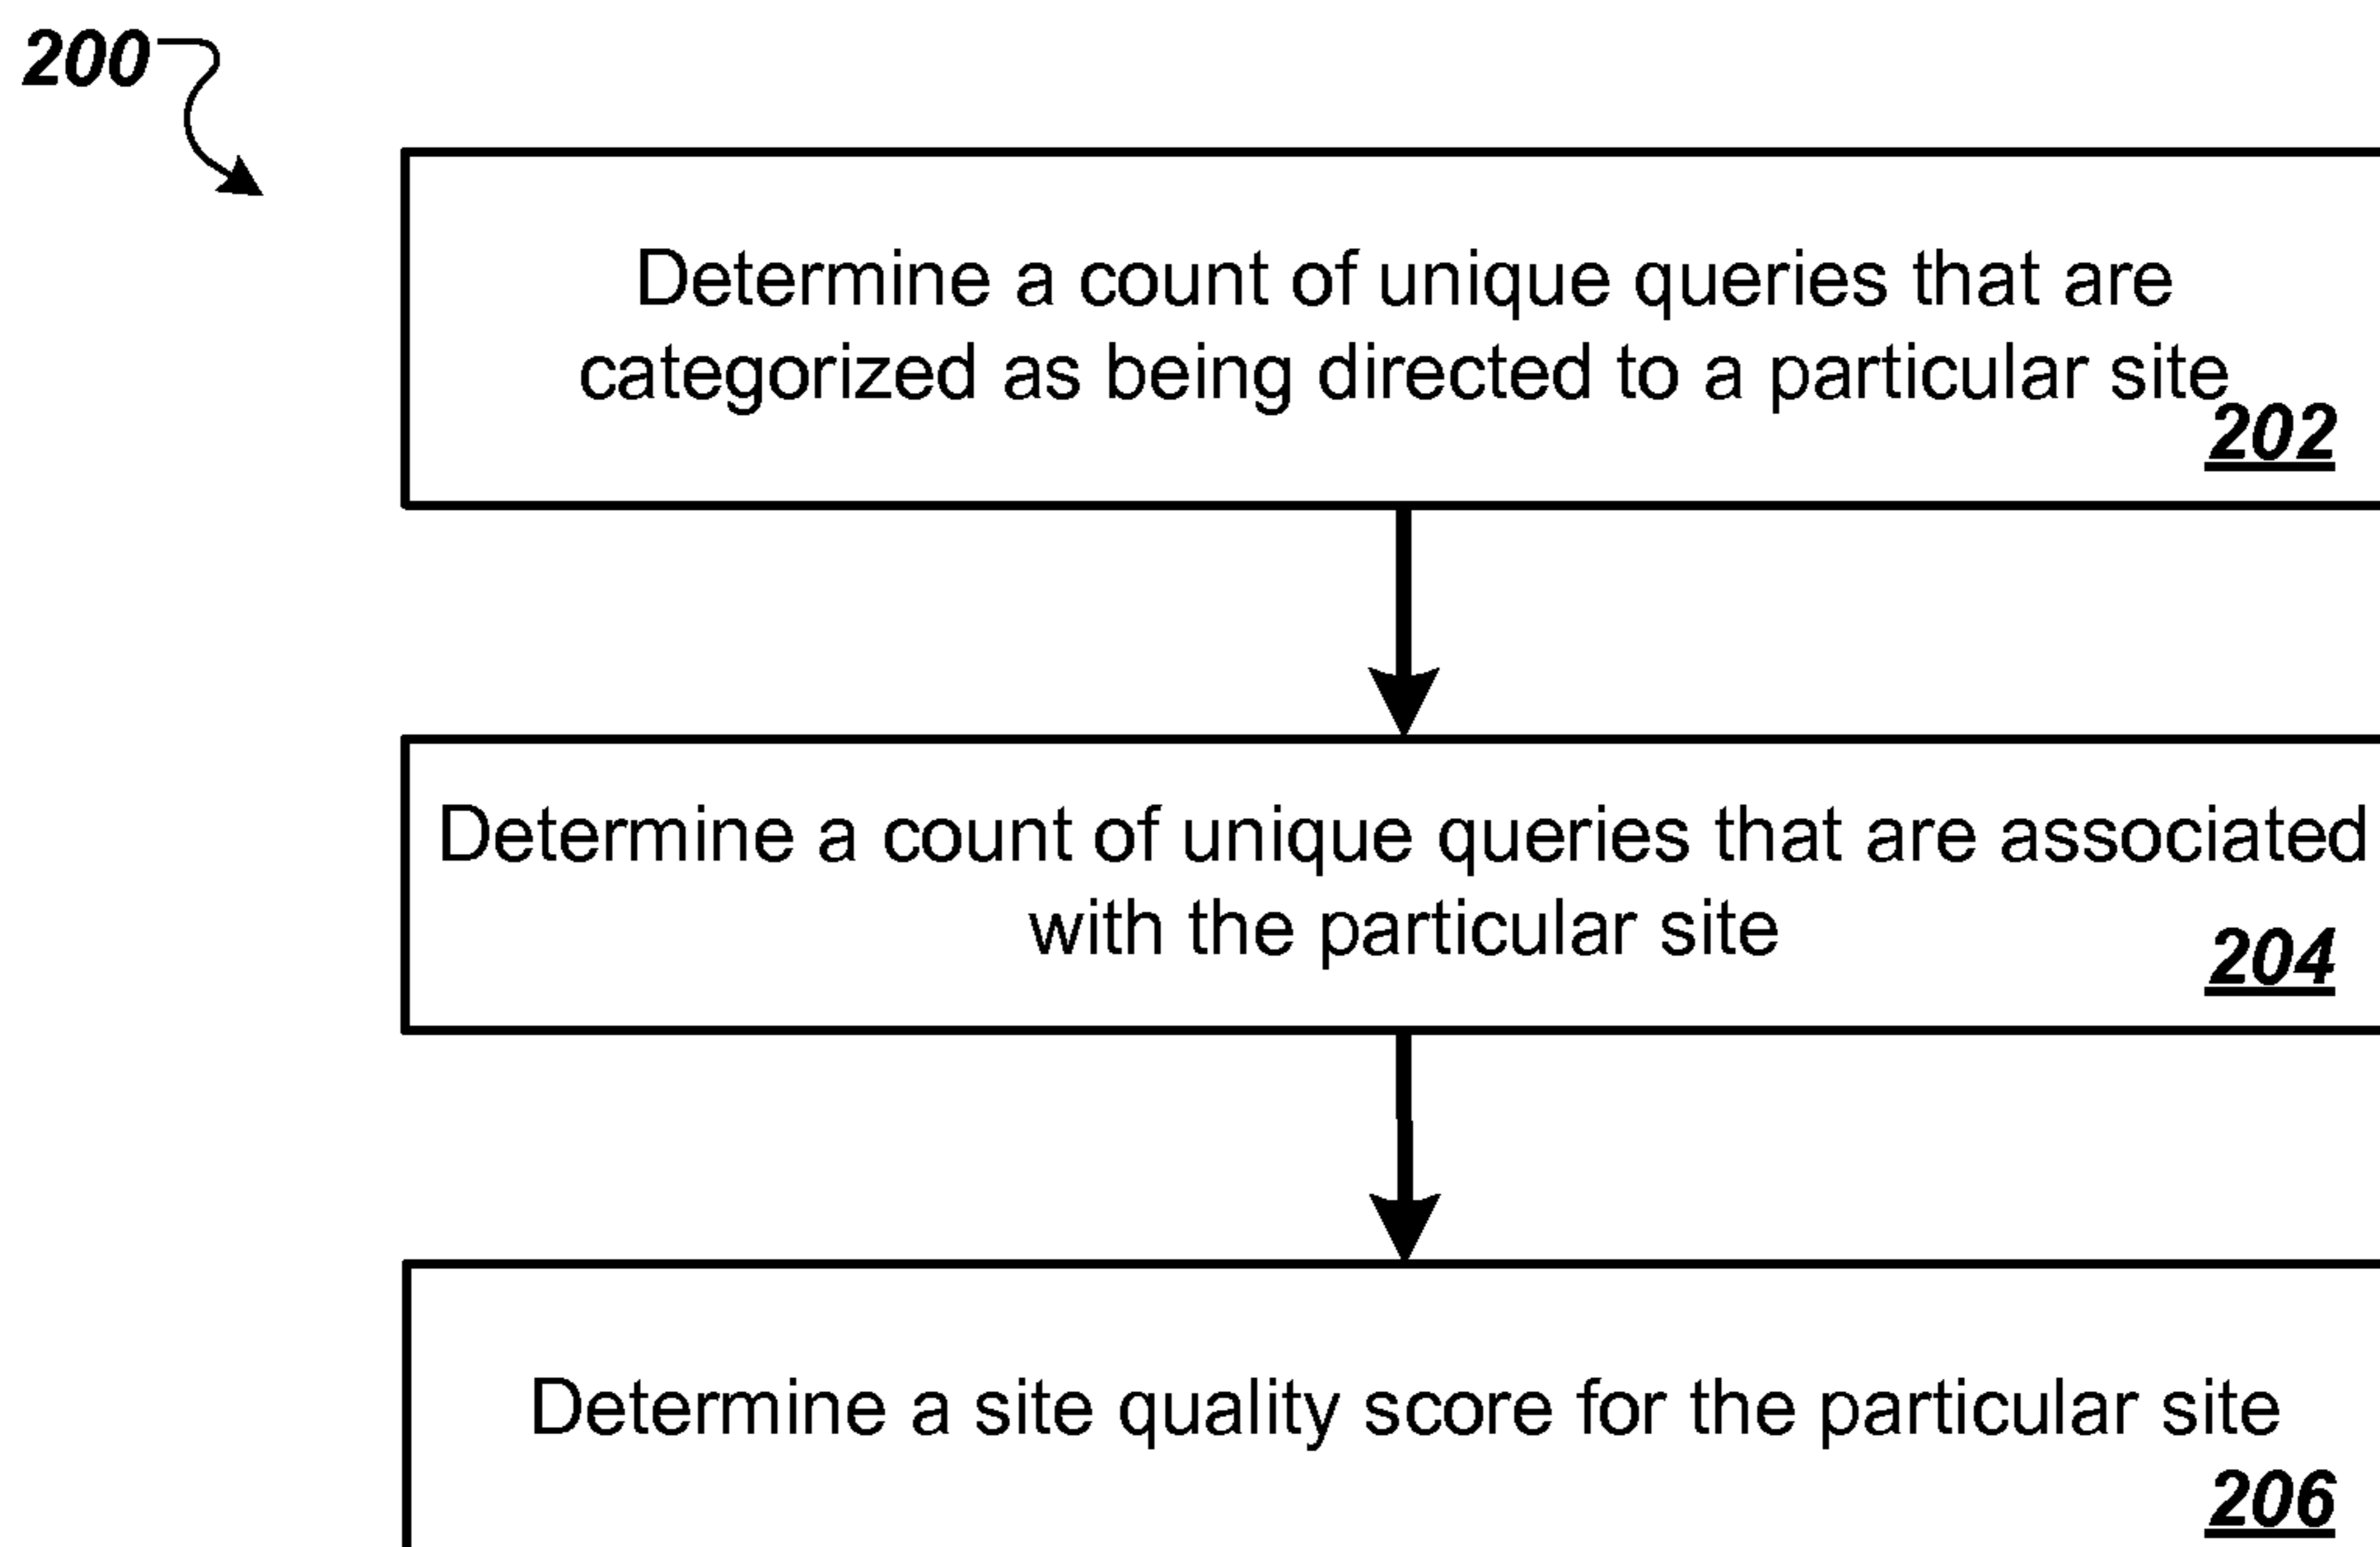 200
Determine a count of unique queries that are
categorized as being directed to a particular site
202
Determine a count of unique queries that are associated
with the particular site
204
Determine a site quality score for the particular site
206